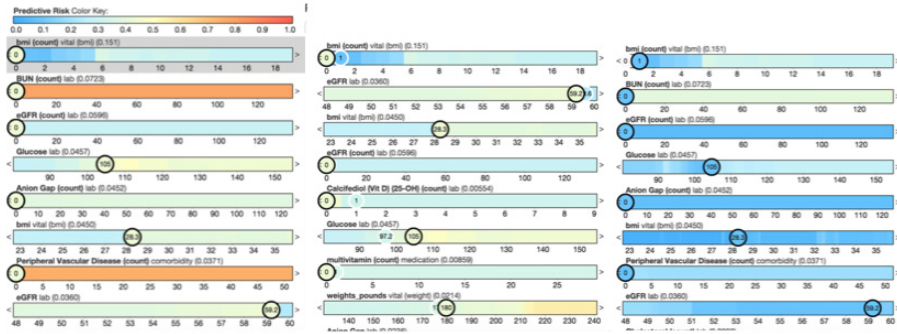 Predictive Risk Color Key:
0.0 0.1 0.2 0.3 0.4 0.5 0.6 0.7 0.8 0.9 1.0
bmi (count) vital (bmi) (0.151)
0
0 2 4 6 8 10 12 14 16 18
BUN (count) lab (0.0723)
0
0 20 40 60 80 100 120
eGFR (count) lab (0.0596)
0
0 20 40 60 80 100 120
Glucose lab (0.0457)
105
90 100 110 120 130 140 150
Anion Gap (count) lab (0.0452)
0
0 10 20 30 40 50 60 70 80 90 100 110 120
bmi vital (bmi) (0.0450)
28.3
23 24 25 26 27 28 29 30 31 32 33 34 35
Peripheral Vascular Disease (count) comorbidity (0.0371)
0
0 5 10 15 20 25 30 35 40 45 50
eGFR lab (0.0360)
59.2
48 49 50 51 52 53 54 55 56 57 58 59 60
bmi (count) vital (bmi) (0.151)
0 1
0 2 4 6 8 10 12 14 16 18
eGFR lab (0.0360)
59.2
48 49 50 51 52 53 54 55 56 57 58 59 60
bmi vital (bmi) (0.0450)
28.3
23 24 25 26 27 28 29 30 31 32 33 34 35
eGFR (count) lab (0.0596)
0
0 20 40 60 80 100 120
Calcifediol (Vit D) (25-OH) (count) lab (0.00554)
0 1
0 1 2 3 4 5 6 7 8 9
Glucose lab (0.0457)
97.2 105
90 100 110 120 130 140 150
multivitamin (count) medication (0.00859)
0
0 5 10 15 20 25
weights_pounds vital (weight) (0.0214)
180
130 140 150 160 170 180 190 200 210 220 230 240
bmi (count) vital (bmi) (0.151)
< 0 1
0 2 4 6 8 10 12 14 16 18
BUN (count) lab (0.0723)
0
0 20 40 60 80 100 120
eGFR (count) lab (0.0596)
0
0 20 40 60 80 100 120
Glucose lab (0.0457)
105
90 100 110 120 130 140 150
Anion Gap (count) lab (0.0452)
0
0 10 20 30 40 50 60 70 80 90 100 110 120
bmi vital (bmi) (0.0450)
28.3
23 24 25 26 27 28 29 30 31 32 33 34 35
Peripheral Vascular Disease (count) comorbidity (0.0371)
0
0 5 10 15 20 25 30 35 40 45 50
eGFR lab (0.0360)
59.2
48 49 50 51 52 53 54 55 56 57 58 59 60